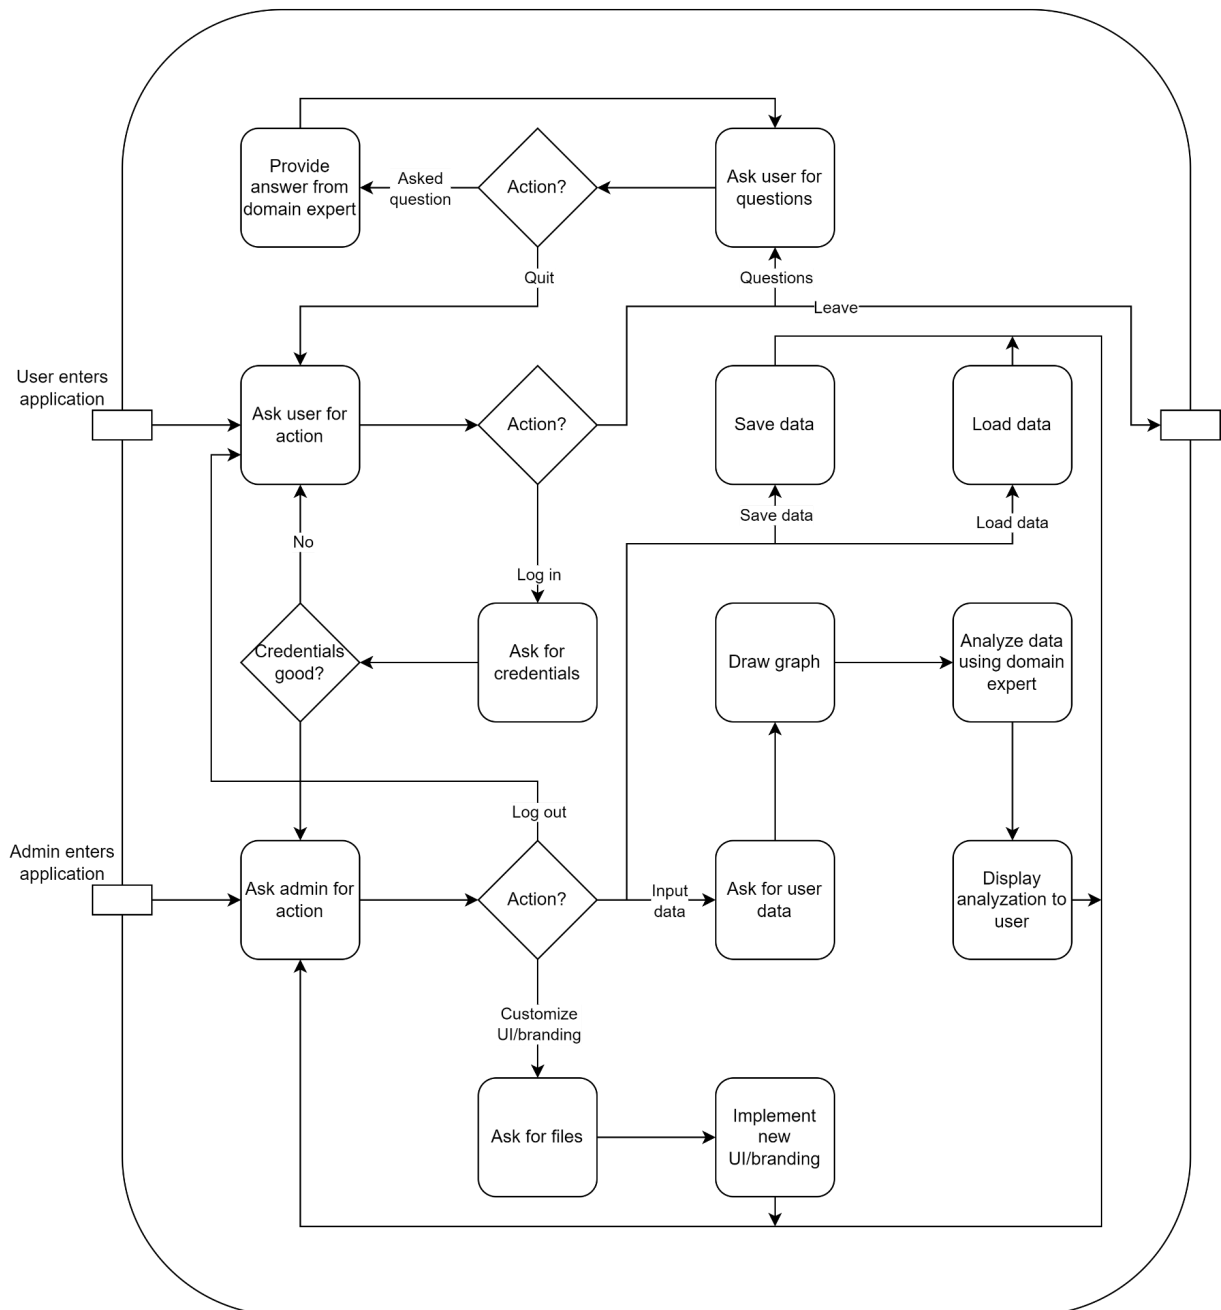 Provide
answer from
domain expert
Asked
question
Action?
Ask user for
questions
Quit
Questions
Leave
User enters
application
Ask user for
action
Action?
Save data
Load data
Save data
Load data
No
Log in
Credentials
good?
Ask for
credentials
Draw graph
Analyze data
using domain
expert
Log out
Admin enters
application
Ask admin for
action
Action?
Input
data
Ask for user
data
Display
analyzation to
user
Customize
UI/branding
Ask for files
Implement
new
UI/branding